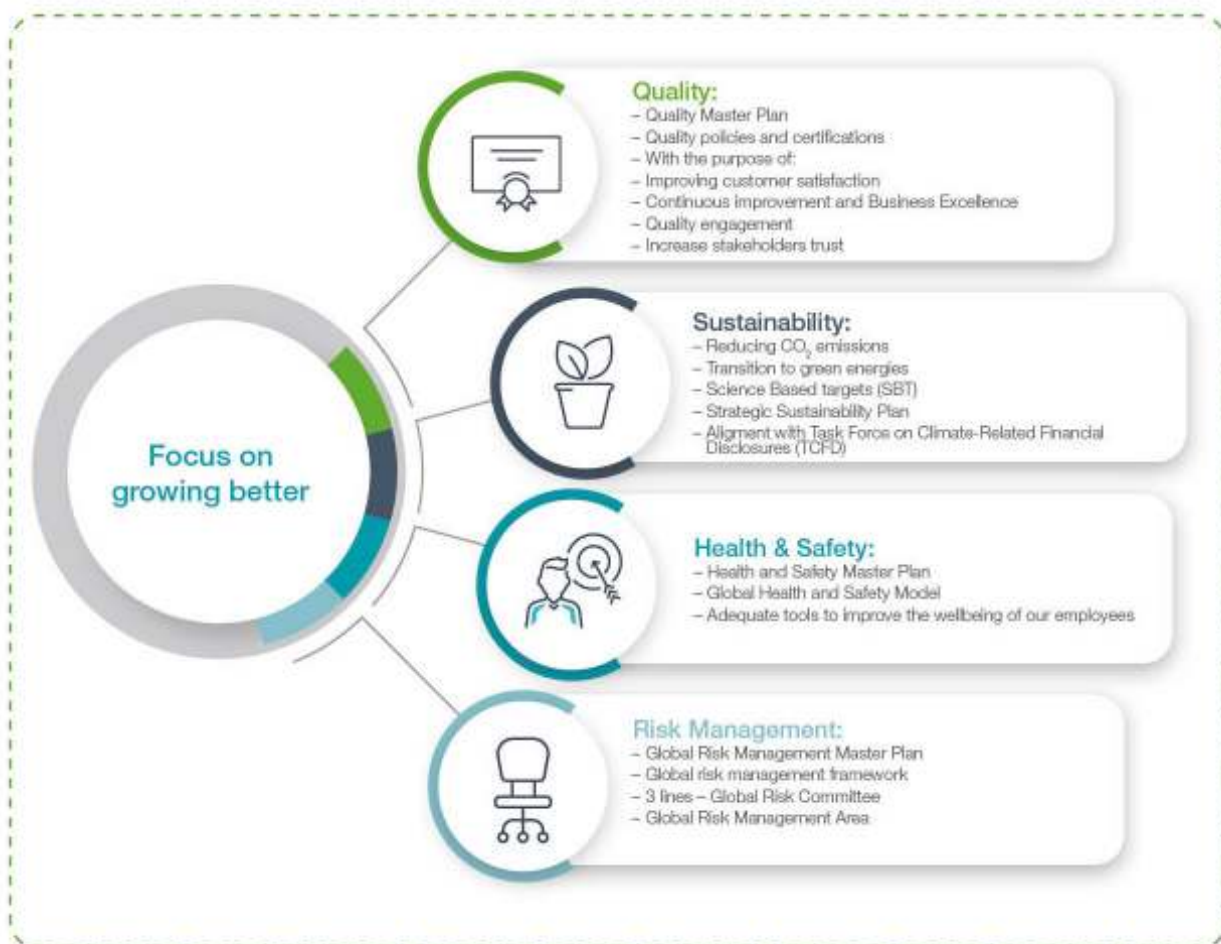 Focus on
growing better
Quality:
– Quality Master Plan
– Quality policies and certifications
– With the purpose of:
– Improving customer satisfaction
– Continuous improvement and Business Excellence
– Quality engagement
– Increase stakeholders trust
Sustainability:
– Reducing CO₂ emissions
– Transition to green energies
– Science Based targets (SBT)
– Strategic Sustainability Plan
– Aligment with Task Force on Climate-Related Financial
Disclosures (TCFD)
Health & Safety:
– Health and Safety Master Plan
– Global Health and Safety Model
– Adequate tools to improve the wellbeing of our employees
Risk Management:
– Global Risk Management Master Plan
– Global risk management framework
– 3 lines – Global Risk Committee
– Global Risk Management Area